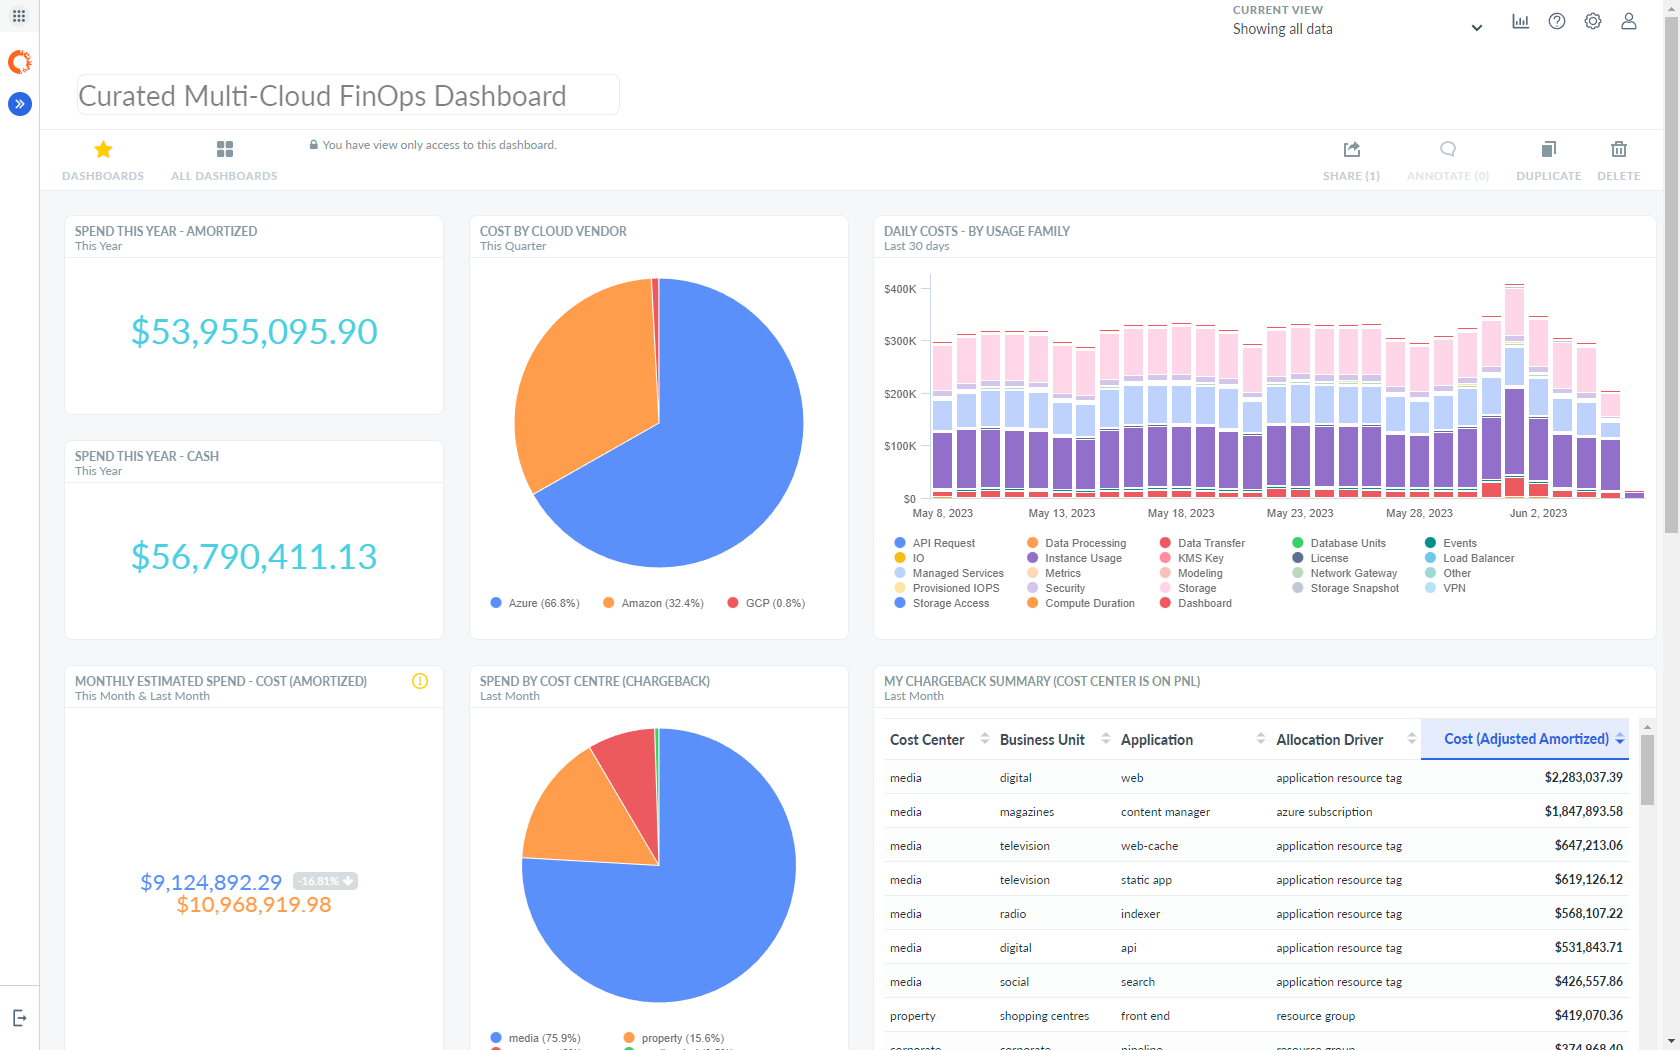 CURRENT VIEW
Showing all data
Curated Multi-Cloud FinOps Dashboard
DASHBOARDS
ALL DASHBOARDS
You have view only access to this dashboard.
SHARE (1)
ANNOTATE (0)
DUPLICATE
DELETE
SPEND THIS YEAR - AMORTIZED
This Year
$53,955,095.90
SPEND THIS YEAR - CASH
This Year
$56,790,411.13
COST BY CLOUD VENDOR
This Quarter
Azure (66.8%)
Amazon (32.4%)
GCP (0.8%)
DAILY COSTS - BY USAGE FAMILY
Last 30 days
$400K
$300K
$200K
$100K
$0
May 8, 2023
May 13, 2023
May 18, 2023
May 23, 2023
May 28, 2023
Jun 2, 2023
API Request
Data Processing
Data Transfer
Database Units
Events
IO
Instance Usage
KMS Key
License
Load Balancer
Managed Services
Metrics
Modeling
Network Gateway
Other
Provisioned IOPS
Security
Storage
Storage Snapshot
VPN
Storage Access
Compute Duration
Dashboard
MONTHLY ESTIMATED SPEND - COST (AMORTIZED)
This Month & Last Month
$9,124,892.29
-16.81%
$10,968,919.98
SPEND BY COST CENTRE (CHARGEBACK)
Last Month
media (75.9%)
property (15.6%)
MY CHARGEBACK SUMMARY (COST CENTER IS ON PNL)
Last Month
Cost Center Business Unit Application Allocation Driver Cost (Adjusted Amortized)
media digital web application resource tag $2,283,037.39
media magazines content manager azure subscription $1,847,893.58
media television web-cache application resource tag $647,213.06
media television static app application resource tag $619,126.12
media radio indexer application resource tag $568,107.22
media digital api application resource tag $531,843.71
media social search application resource tag $426,557.86
property shopping centres front end resource group $419,070.36
corporate corporate pipeline resource group $374,968.40